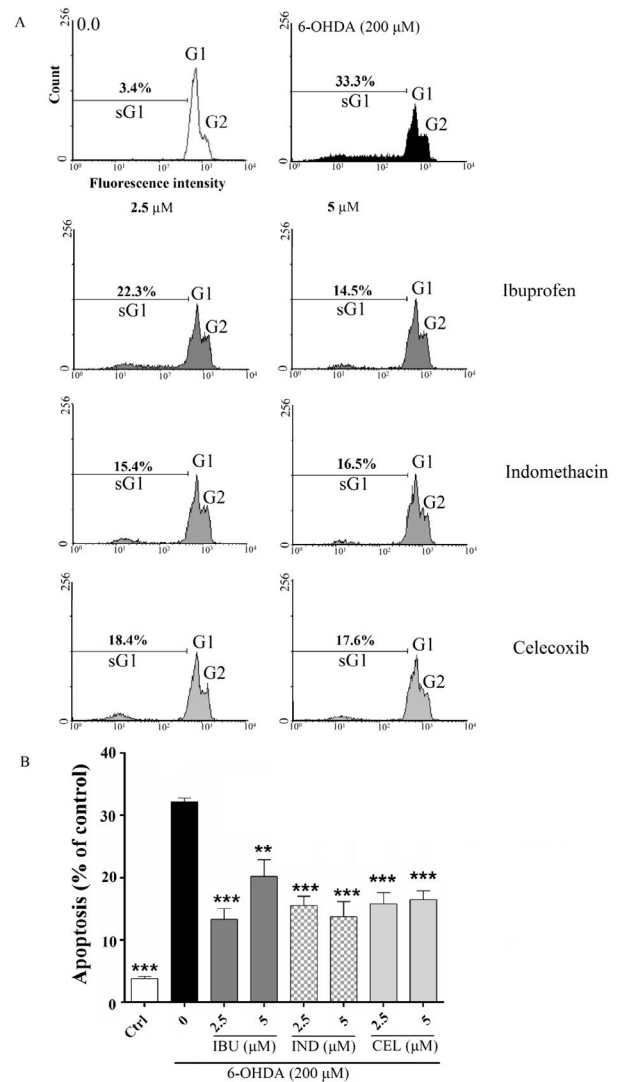 A
0.0
6-OHDA (200 µM)
256
Count
0
3.4%
sG1
G1
G2
10⁰ 10¹ 10² 10³ 10⁴
Fluorescence intensity
256
0
33.3%
sG1
G1
G2
10⁰ 10¹ 10² 10³ 10⁴
2.5 µM
5 µM
256
0
22.3%
sG1
G1
G2
10⁰ 10¹ 10² 10³ 10⁴
256
0
14.5%
sG1
G1
G2
10⁰ 10¹ 10² 10³ 10⁴
Ibuprofen
256
0
15.4%
sG1
G1
G2
10⁰ 10¹ 10² 10³ 10⁴
256
0
16.5%
sG1
G1
G2
10⁰ 10¹ 10² 10³ 10⁴
Indomethacin
256
0
18.4%
sG1
G1
G2
10⁰ 10¹ 10² 10³ 10⁴
256
0
17.6%
sG1
G1
G2
10⁰ 10¹ 10² 10³ 10⁴
Celecoxib
B
Apoptosis (% of control)
40
30
20
10
0
*** *** ** *** *** *** ***
Ctrl 0 2.5 5 2.5 5 2.5 5
IBU (µM) IND (µM) CEL (µM)
6-OHDA (200 µM)